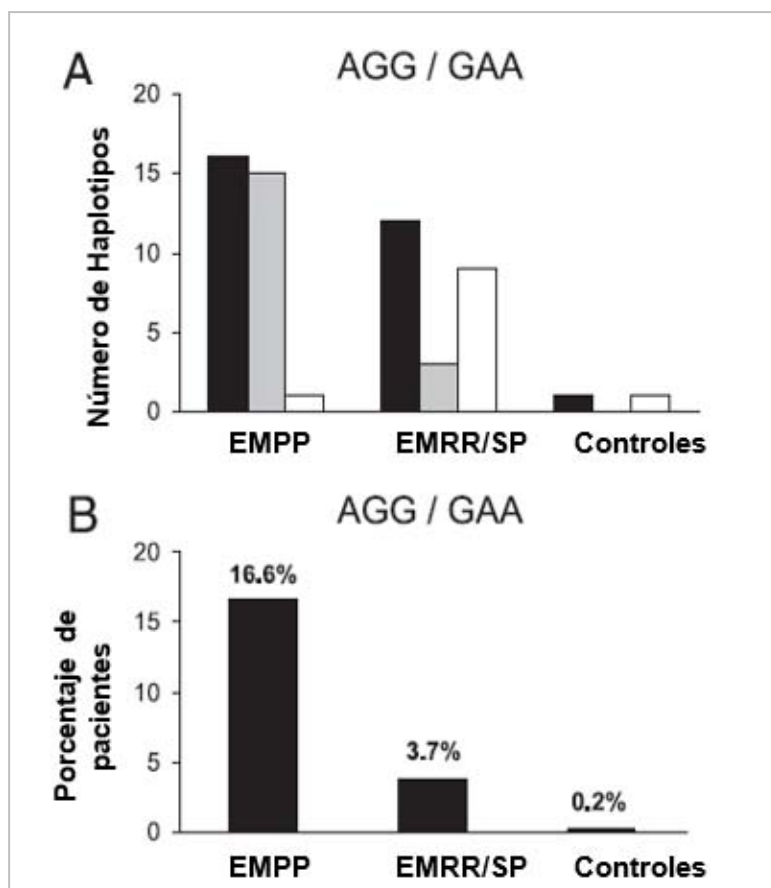 A
AGG / GAA
20
15
10
5
0
Número de Haplotipos
EMPP
EMRR/SP
Controles
B
AGG / GAA
20
15
10
5
0
Porcentaje de
pacientes
16.6%
3.7%
0.2%
EMPP
EMRR/SP
Controles